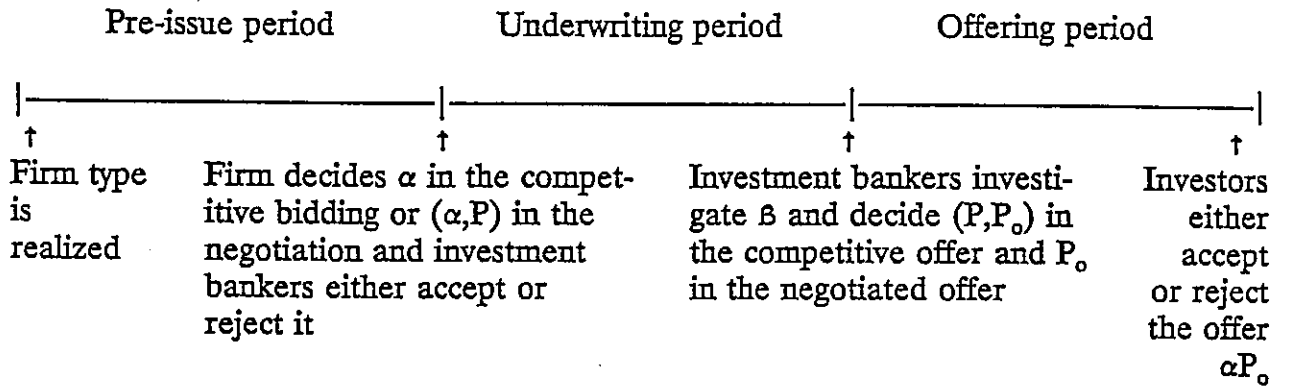 Pre-issue period Underwriting period Offering period
Firm type
is
realized
Firm decides α in the compet-
itive bidding or (α,P) in the
negotiation and investment
bankers either accept or
reject it
Investment bankers investi-
gate ß and decide (P,Pₒ) in
the competitive offer and Pₒ
in the negotiated offer
Investors
either
accept
or reject
the offer
αPₒ